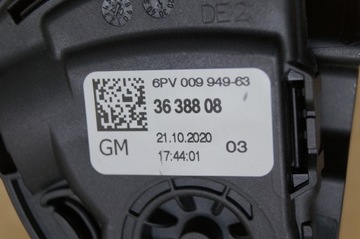 DE2
6PV 009 949-63
36 388 08
GM
21.10.2020
03
17:44:01